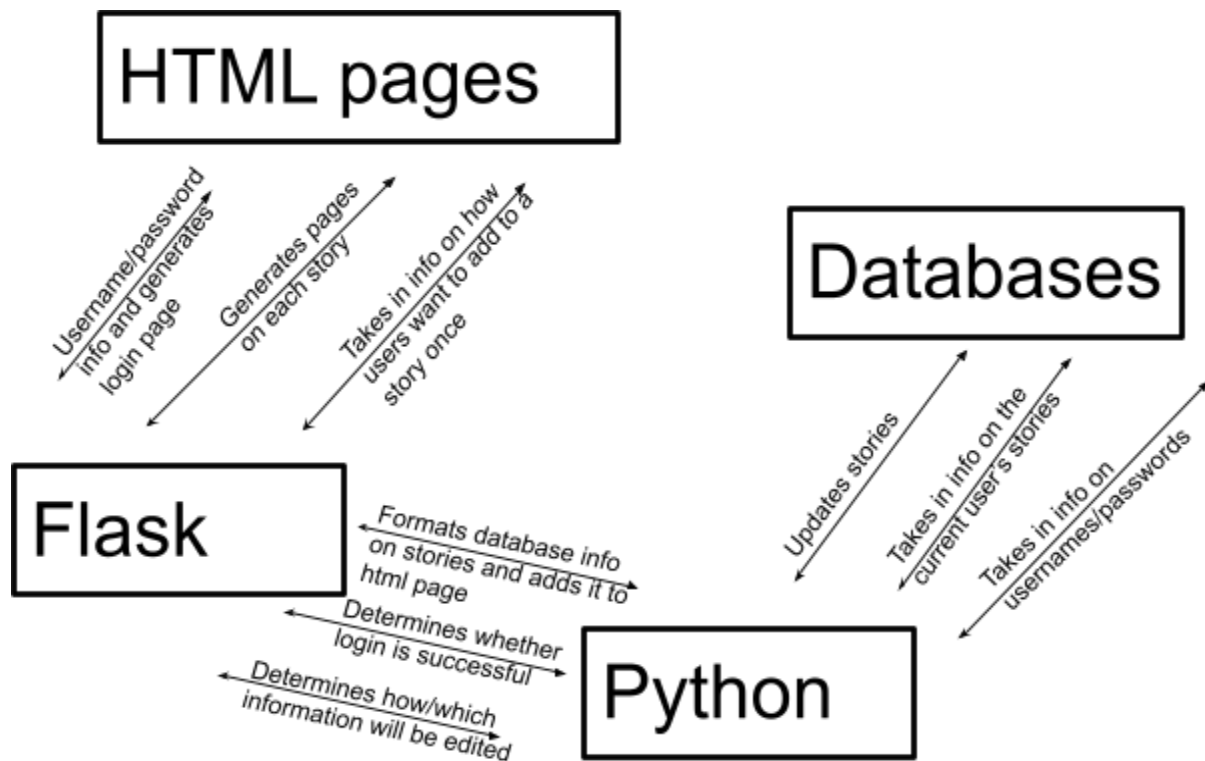 HTML pages
Username/password
info and generates
login page
Generates pages
on each story
Takes in info on how
users want to add to a
story once
Databases
Updates stories
Takes in info on the
current user's stories
Takes in info on
usernames/passwords
Flask
Formats database info
on stories and adds it to
html page
Determines whether
login is successful
Determines how/which
information will be edited
Python